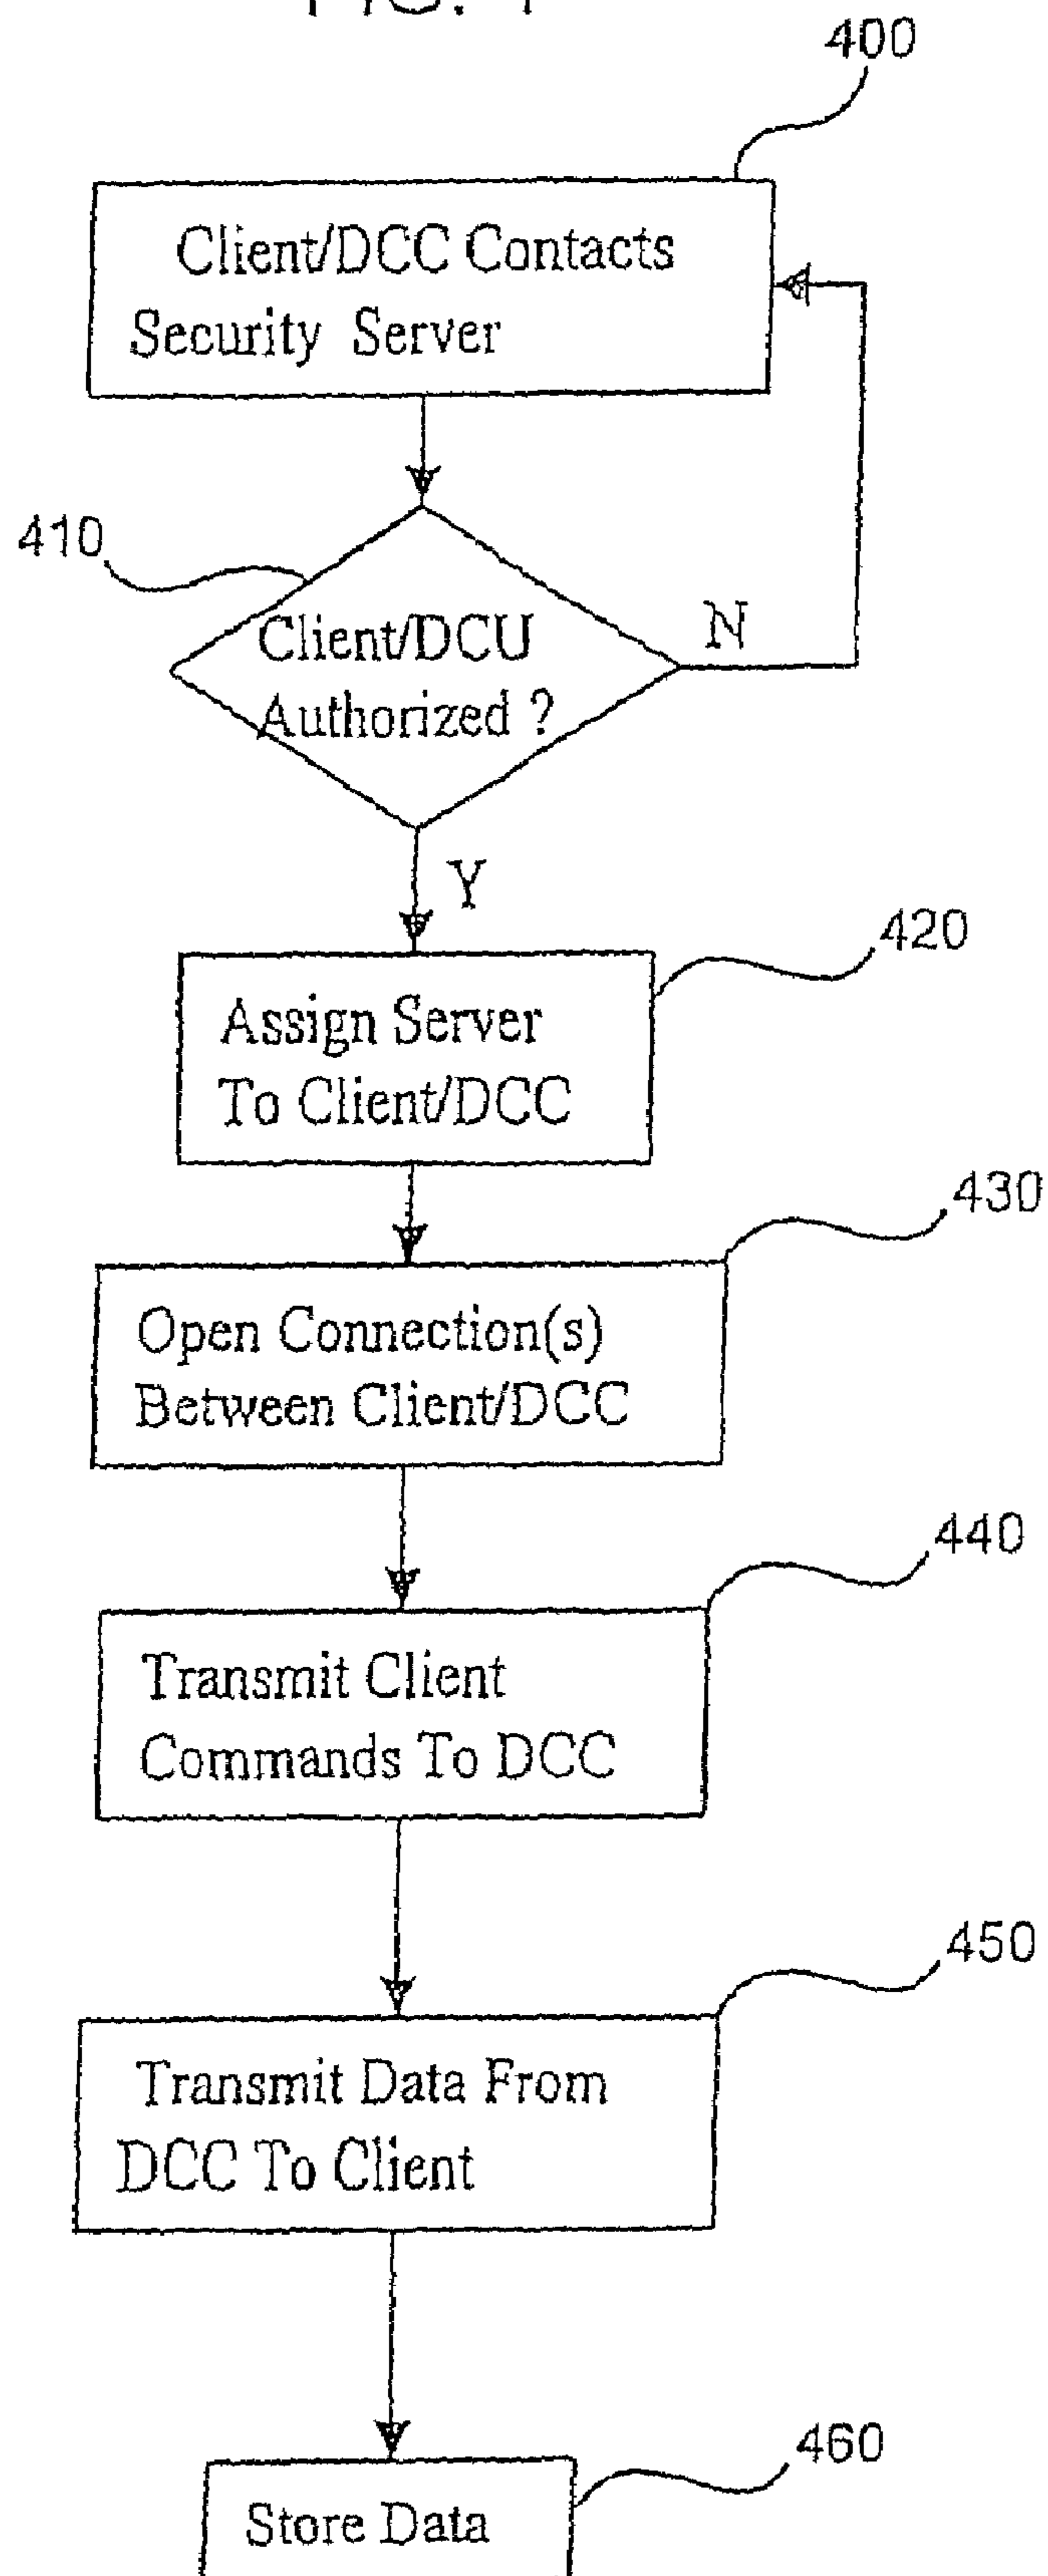 400
Client/DCC Contacts
Security Server
410
Client/DCU
Authorized ?
N
Y
420
Assign Server
To Client/DCC
430
Open Connection(s)
Between Client/DCC
440
Transmit Client
Commands To DCC
450
Transmit Data From
DCC To Client
460
Store Data